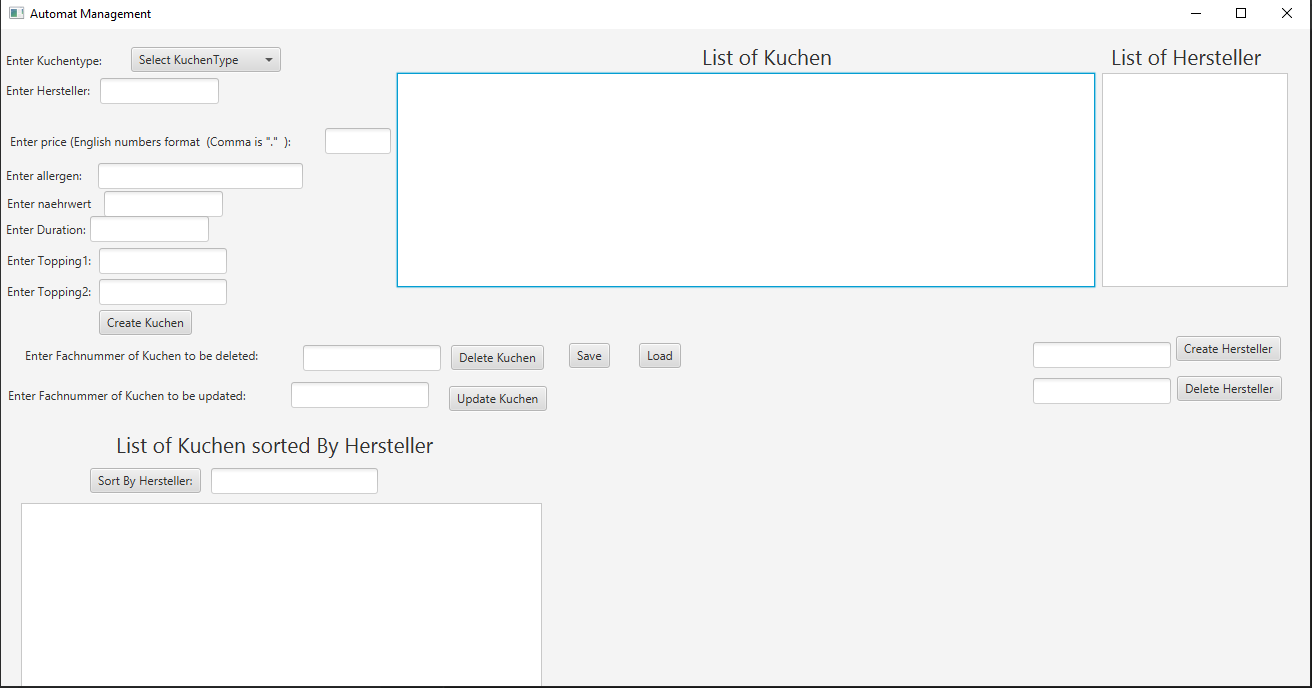 Automat Management
List of Kuchen
List of Hersteller
Enter Kuchentype:
Select KuchenType
Enter Hersteller:
Enter price (English numbers format (Comma is "." ):
Enter allergen:
Enter naehrwert
Enter Duration:
Enter Topping1:
Enter Topping2:
Create Kuchen
Enter Fachnummer of Kuchen to be deleted:
Delete Kuchen
Save
Load
Create Hersteller
Enter Fachnummer of Kuchen to be updated:
Update Kuchen
Delete Hersteller
List of Kuchen sorted By Hersteller
Sort By Hersteller: